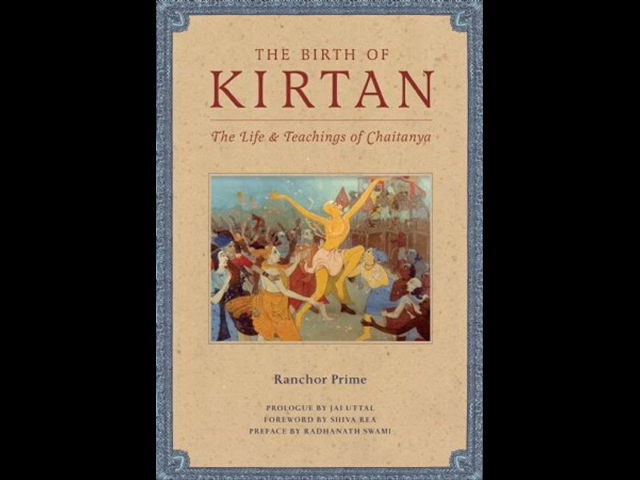 THE BIRTH OF
KIRTAN
The Life & Teachings of Chaitanya
Ranchor Prime
PROLOGUE BY JAI UTTAL
FOREWORD BY SHIVA REA
PREFACE BY RADHANATH SWAMI